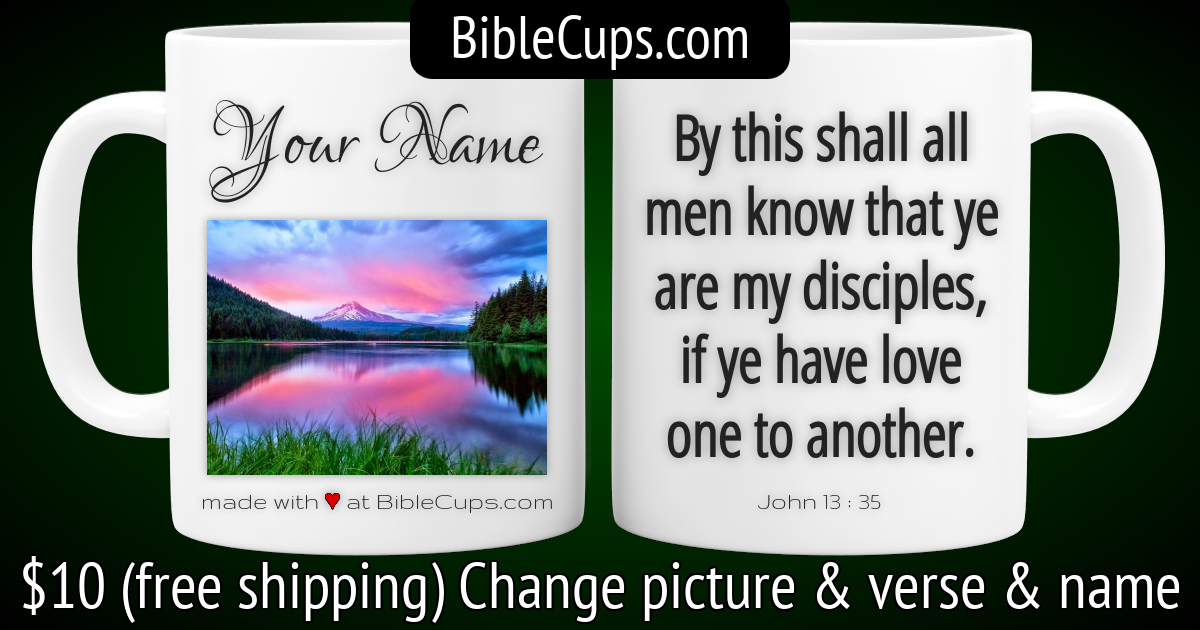 BibleCups.com
Your Name
made with ♥ at BibleCups.com
By this shall all
men know that ye
are my disciples,
if ye have love
one to another.
John 13 : 35
$10 (free shipping) Change picture & verse & name